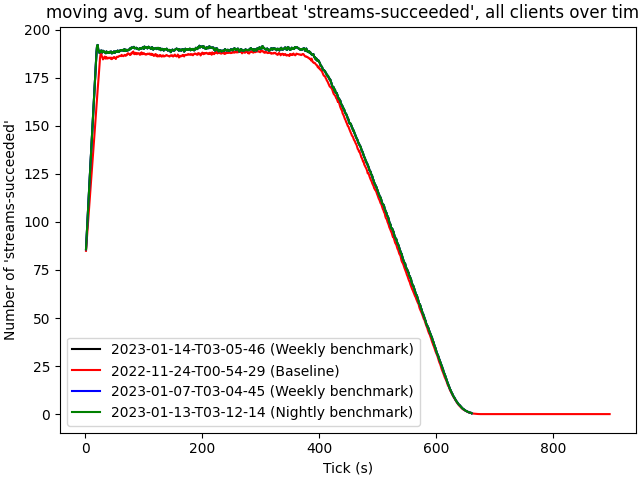 moving avg. sum of heartbeat 'streams-succeeded', all clients over tim
200
175
150
125
100
75
50
25
0
Number of 'streams-succeeded'
2023-01-14-T03-05-46 (Weekly benchmark)
2022-11-24-T00-54-29 (Baseline)
2023-01-07-T03-04-45 (Weekly benchmark)
2023-01-13-T03-12-14 (Nightly benchmark)
0 200 400 600 800
Tick (s)